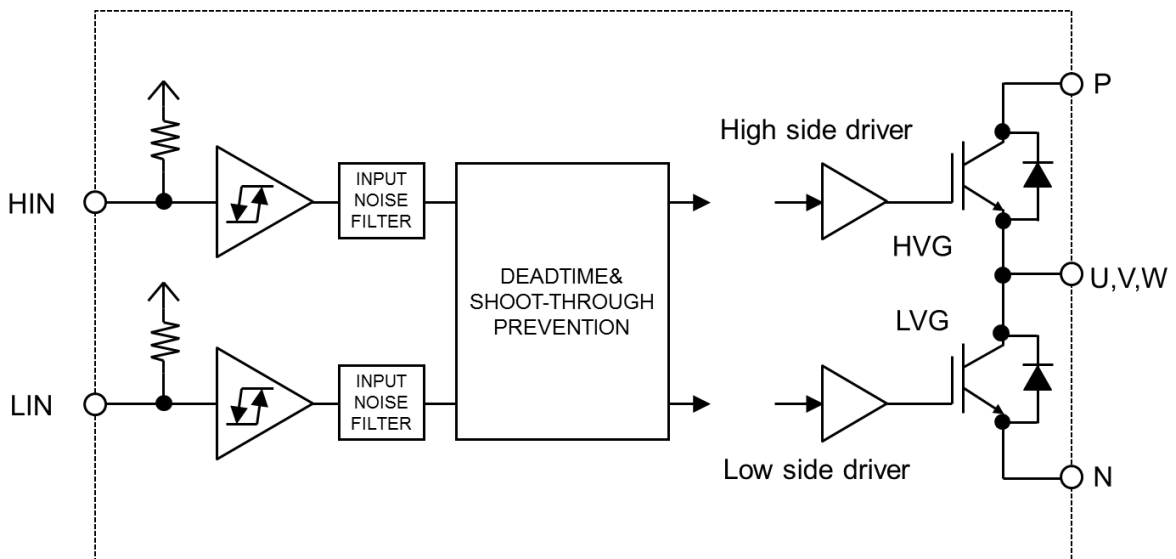 P
High side driver
HIN
INPUT
NOISE
FILTER
HVG
DEADTIME&
SHOOT-THROUGH
PREVENTION
U,V,W
LVG
LIN
INPUT
NOISE
FILTER
Low side driver
N